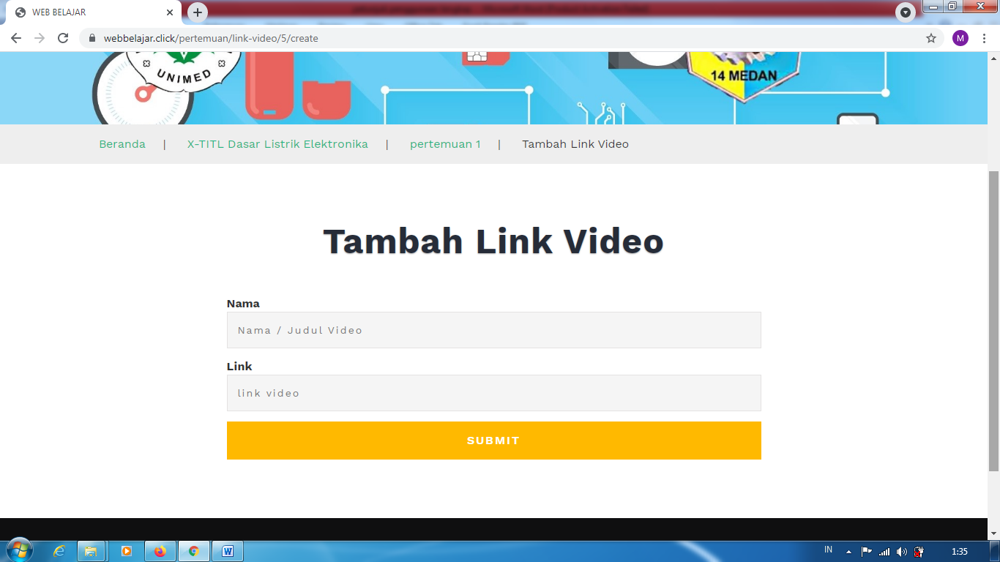 WEB BELAJAR
webbelajar.click/pertemuan/link-video/5/create
M
UNIMED
14 MEDAN
Beranda | X-TITL Dasar Listrik Elektronika | pertemuan 1 | Tambah Link Video
Tambah Link Video
Nama
Nama / Judul Video
Link
link video
SUBMIT
IN
1:35